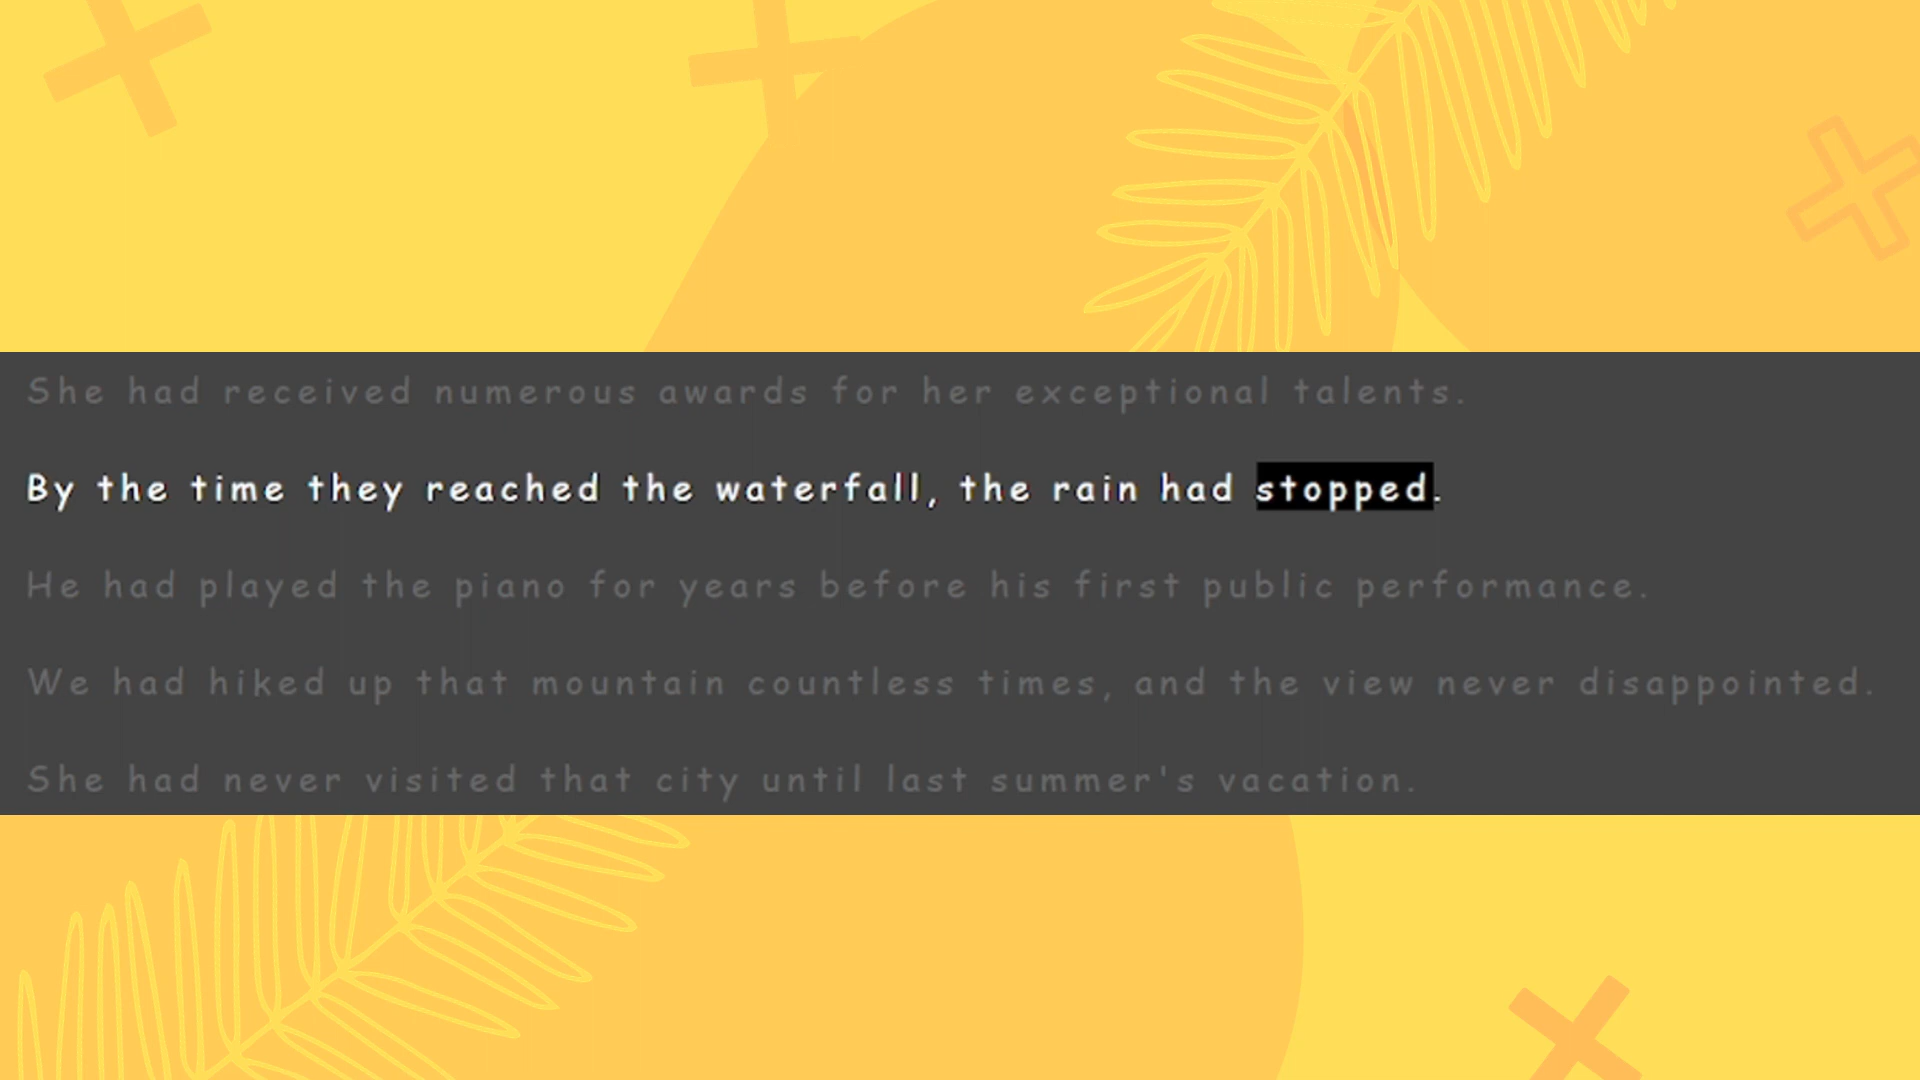 She had received numerous awards for her exceptional talents.
By the time they reached the waterfall, the rain had stopped.
He had played the piano for years before his first public performance.
We had hiked up that mountain countless times, and the view never disappointed.
She had never visited that city until last summer's vacation.